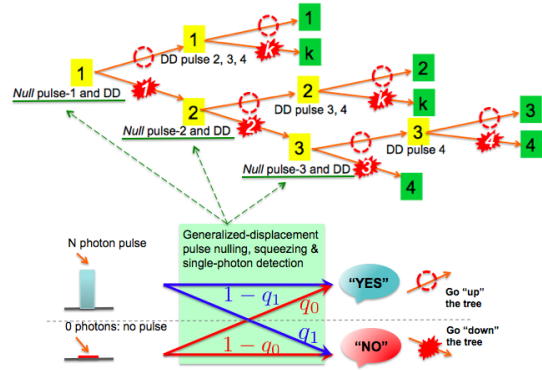 1
1
1
k
DD pulse 2, 3, 4
k
Null pulse-1 and DD
1
2
2
2
k
DD pulse 3, 4
k
Null pulse-2 and DD
2
3
3
3
4
4
DD pulse 4
Null pulse-3 and DD
3
4
Generalized-displacement
pulse nulling, squeezing &
single-photon detection
N photon pulse
1 − q₁
q₀
"YES"
Go "up"
the tree
0 photons: no pulse
q₁
1 − q₀
"NO"
Go "down"
the tree